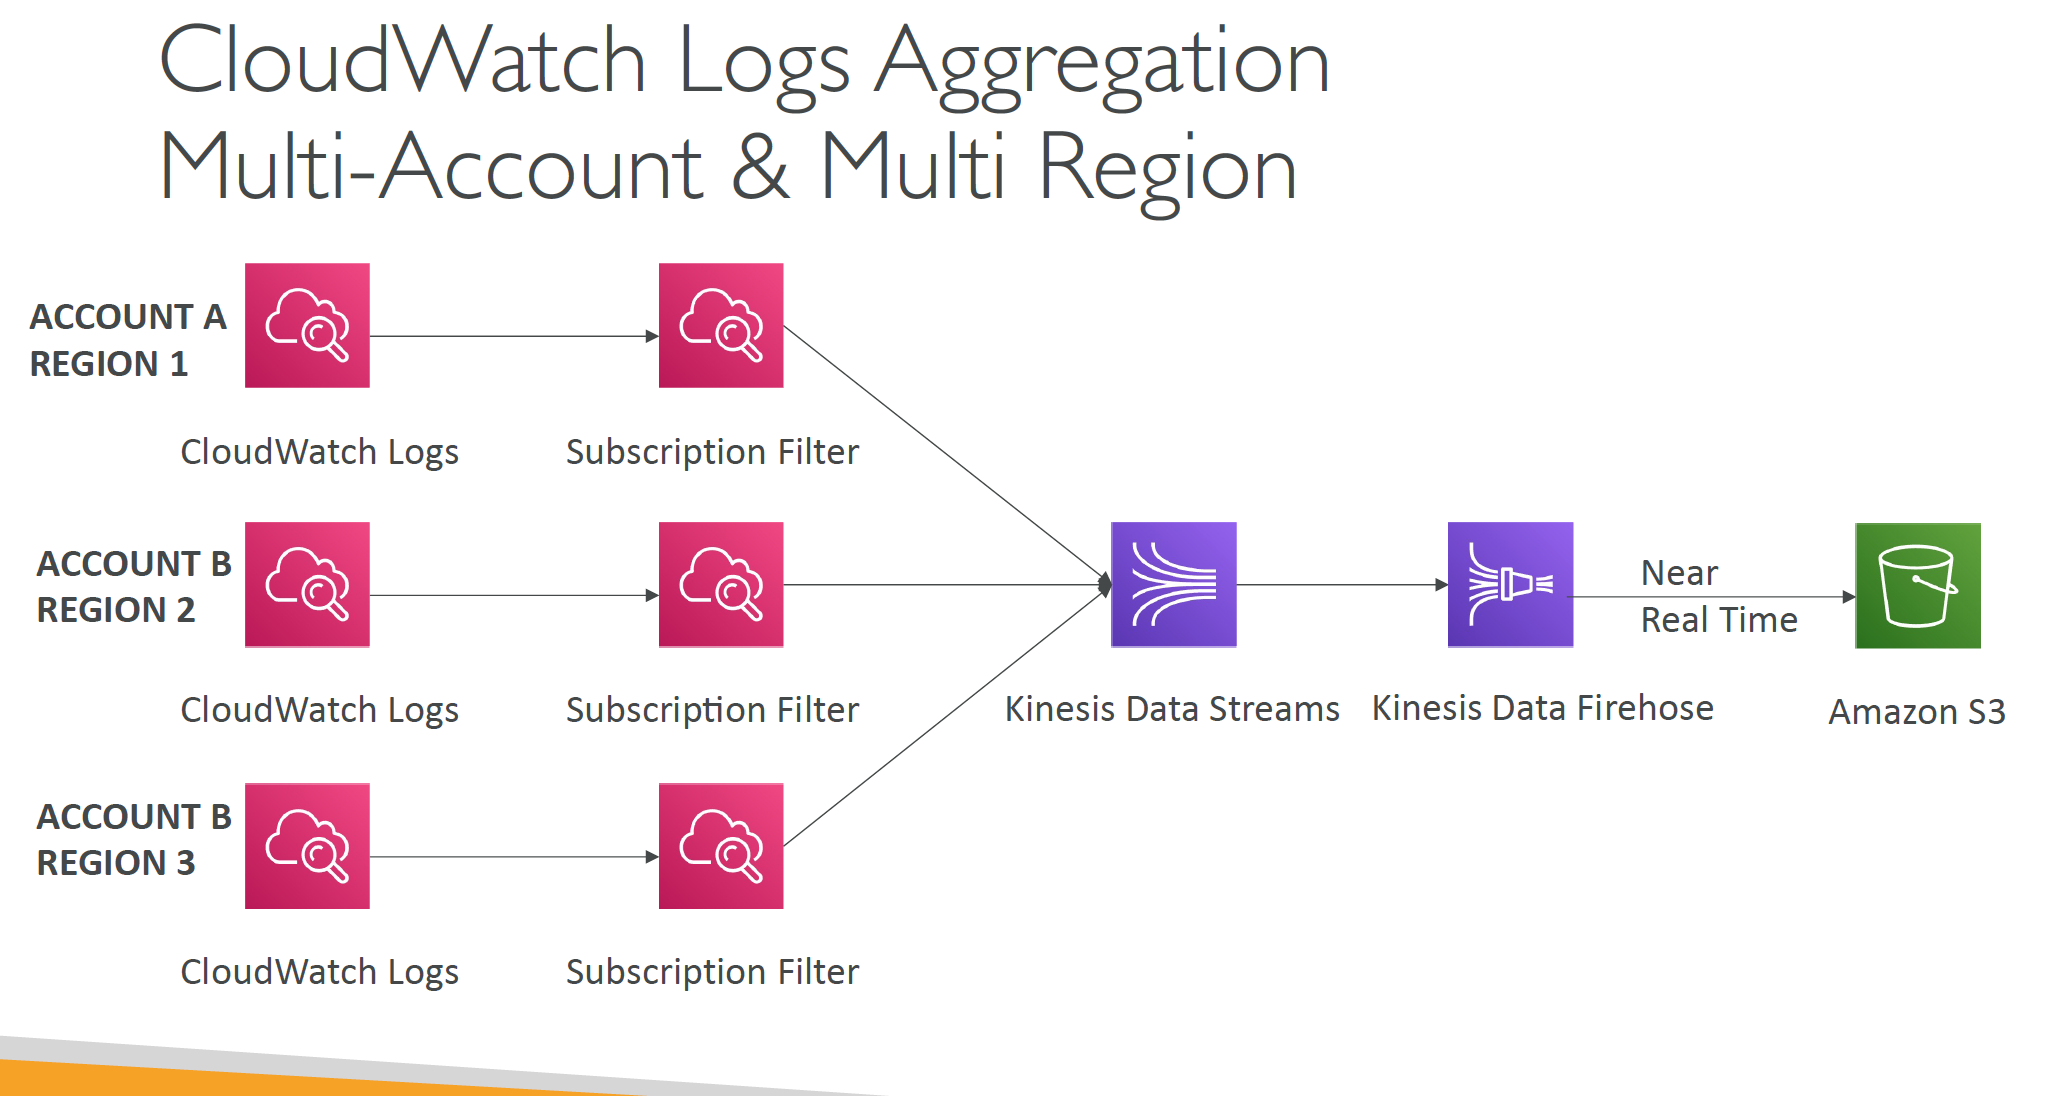 CloudWatch Logs Aggregation
Multi-Account & Multi Region
ACCOUNT A
REGION 1
CloudWatch Logs
Subscription Filter
ACCOUNT B
REGION 2
CloudWatch Logs
Subscription Filter
Kinesis Data Streams
Kinesis Data Firehose
Near
Real Time
Amazon S3
ACCOUNT B
REGION 3
CloudWatch Logs
Subscription Filter